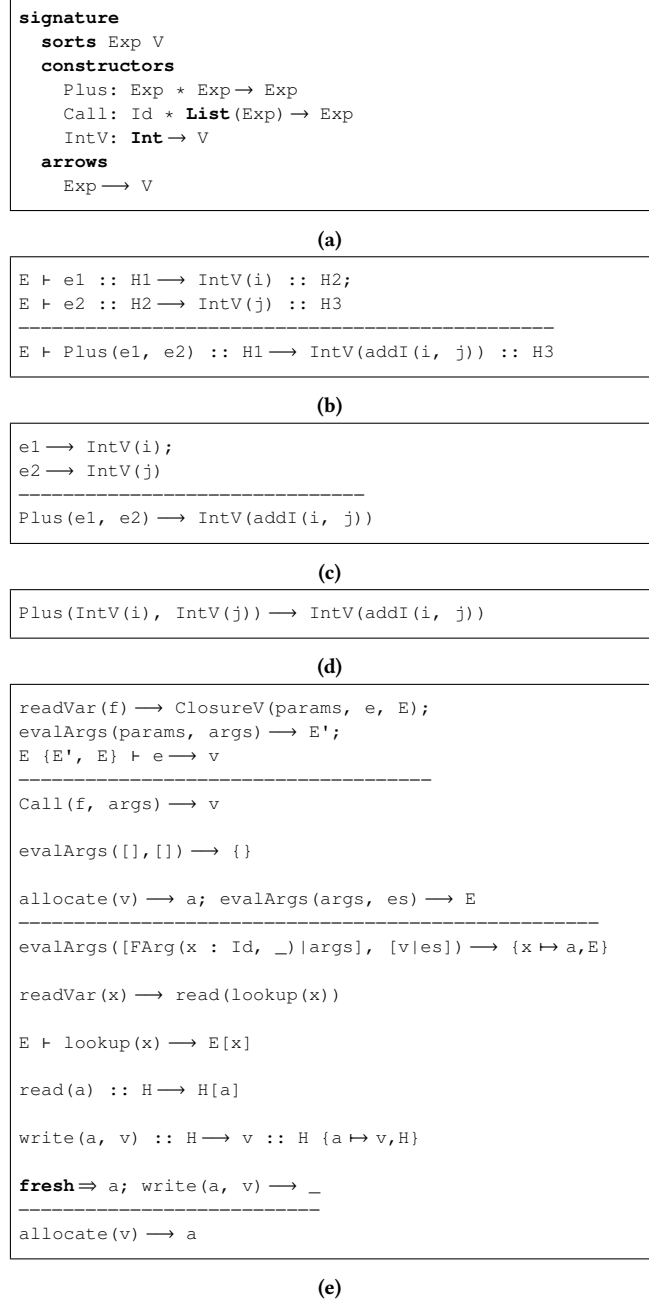 signature
sorts Exp V
constructors
Plus: Exp * Exp → Exp
Call: Id * List(Exp) → Exp
IntV: Int → V
arrows
Exp ⟶ V
(a)
E ⊢ e1 :: H1 ⟶ IntV(i) :: H2;
E ⊢ e2 :: H2 ⟶ IntV(j) :: H3
E ⊢ Plus(e1, e2) :: H1 ⟶ IntV(addI(i, j)) :: H3
(b)
e1 ⟶ IntV(i);
e2 ⟶ IntV(j)
Plus(e1, e2) ⟶ IntV(addI(i, j))
(c)
Plus(IntV(i), IntV(j)) ⟶ IntV(addI(i, j))
(d)
readVar(f) ⟶ ClosureV(params, e, E);
evalArgs(params, args) ⟶ E';
E {E', E} ⊢ e ⟶ v
Call(f, args) ⟶ v
evalArgs([],[]) ⟶ {}
allocate(v) ⟶ a; evalArgs(args, es) ⟶ E
evalArgs([FArg(x : Id, _)|args], [v|es]) ⟶ {x ↦ a,E}
readVar(x) ⟶ read(lookup(x))
E ⊢ lookup(x) ⟶ E[x]
read(a) :: H ⟶ H[a]
write(a, v) :: H ⟶ v :: H {a ↦ v,H}
fresh ⇒ a; write(a, v) ⟶ _
allocate(v) ⟶ a
(e)